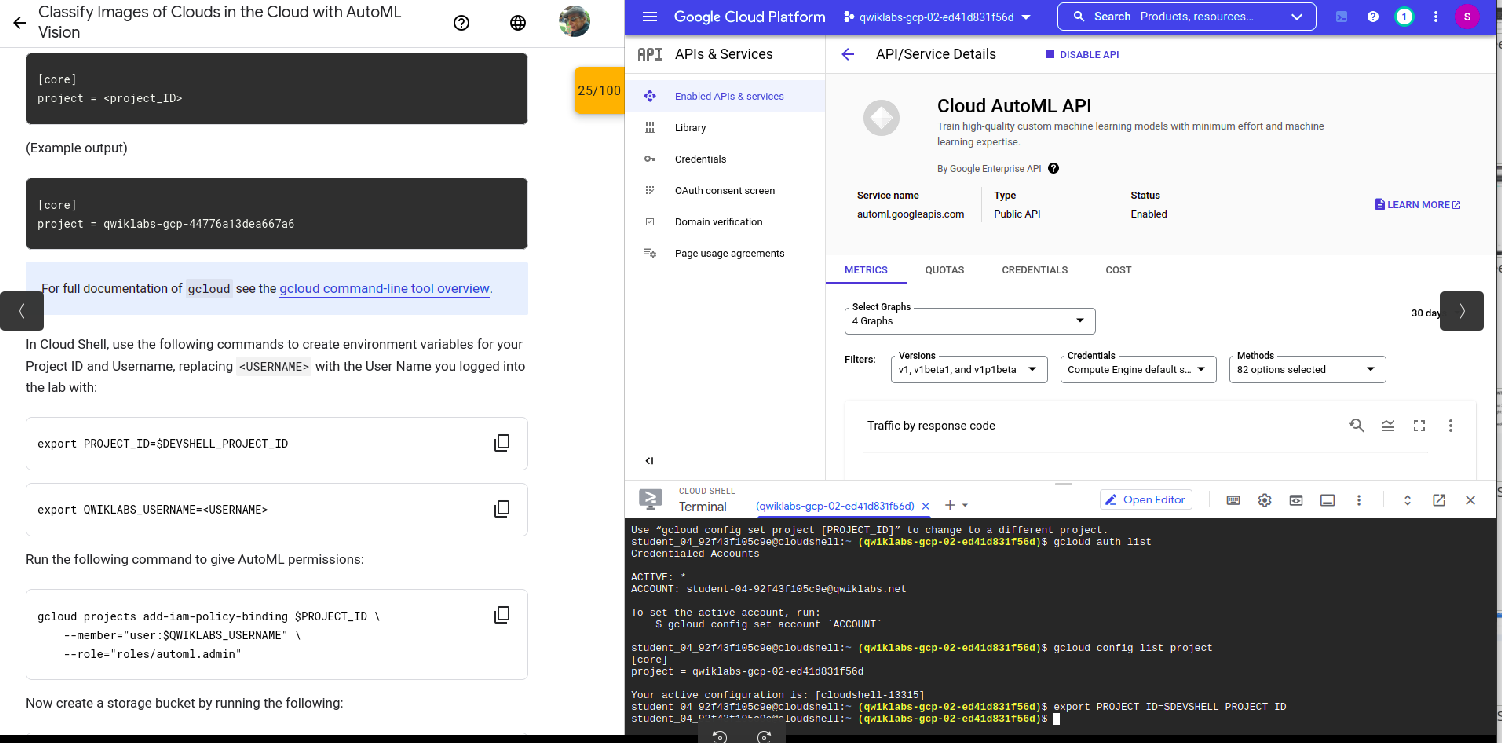 Classify Images of Clouds in the Cloud with AutoML
Vision
[core]
project = <project_ID>
25/100
(Example output)
[core]
project = qwiklabs-gcp-44776a13dea667a6
For full documentation of gcloud see the gcloud command-line tool overview.
In Cloud Shell, use the following commands to create environment variables for your
Project ID and Username, replacing <USERNAME> with the User Name you logged into
the lab with:
export PROJECT_ID=$DEVSHELL_PROJECT_ID
export QWIKLABS_USERNAME=<USERNAME>
Run the following command to give AutoML permissions:
gcloud projects add-iam-policy-binding $PROJECT_ID \
--member="user:$QWIKLABS_USERNAME" \
--role="roles/automl.admin"
Now create a storage bucket by running the following:
Google Cloud Platform
qwiklabs-gcp-02-ed41d831f56d
Search Products, resources...
1
S
API APIs & Services
Enabled APIs & services
Library
Credentials
OAuth consent screen
Domain verification
Page usage agreements
API/Service Details
DISABLE API
Cloud AutoML API
Train high-quality custom machine learning models with minimum effort and machine
learning expertise.
By Google Enterprise API
Service name Type Status
automl.googleapis.com Public API Enabled
LEARN MORE
METRICS QUOTAS CREDENTIALS COST
Select Graphs
4 Graphs
30 days
Filters:
Versions
v1, v1beta1, and v1p1beta
Credentials
Compute Engine default s...
Methods
82 options selected
Traffic by response code
CLOUD SHELL
Terminal
(qwiklabs-gcp-02-ed41d831f56d)
Open Editor
Use “gcloud config set project [PROJECT_ID]” to change to a different project.
student_04_92f43f105c9e@cloudshell:~ (qwiklabs-gcp-02-ed41d831f56d)$ gcloud auth list
Credentialed Accounts
ACTIVE: *
ACCOUNT: student-04-92f43f105c9e@qwiklabs.net
To set the active account, run:
$ gcloud config set account `ACCOUNT`
student_04_92f43f105c9e@cloudshell:~ (qwiklabs-gcp-02-ed41d831f56d)$ gcloud config list project
[core]
project = qwiklabs-gcp-02-ed41d831f56d
Your active configuration is: [cloudshell-13315]
student_04_92f43f105c9e@cloudshell:~ (qwiklabs-gcp-02-ed41d831f56d)$ export PROJECT_ID=$DEVSHELL_PROJECT_ID
student_04_92f43f105c9e@cloudshell:~ (qwiklabs-gcp-02-ed41d831f56d)$